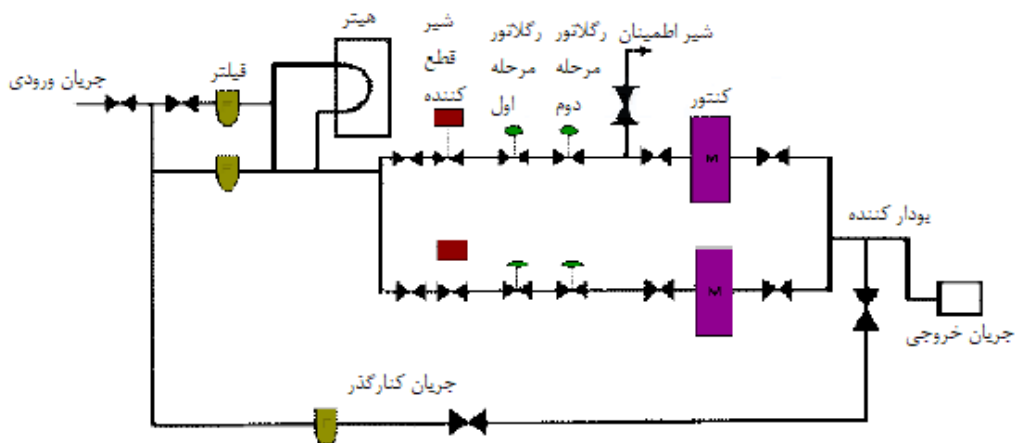 هیتر
شیر
قطع
کننده
رگلاتور
مرحله
اول
رگلاتور
مرحله
دوم
شیر اطمینان
کنتور
جریان ورودی
فیلتر
M
M
یودار کننده
جریان خروجی
جریان کنارگذر